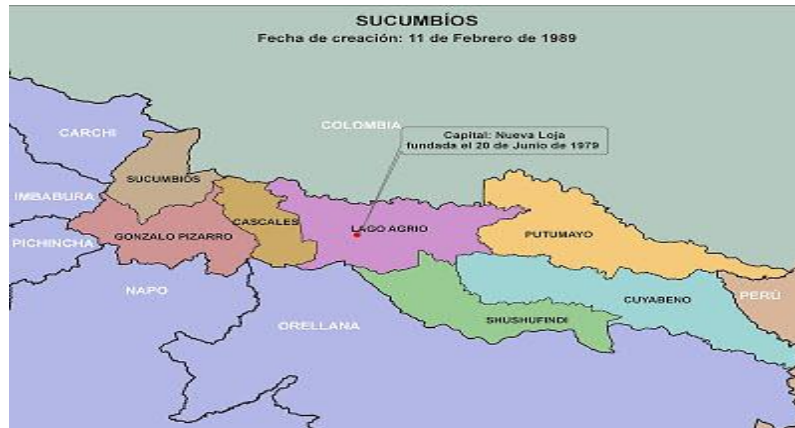 SUCUMBÍOS
Fecha de creación: 11 de Febrero de 1989
COLOMBIA
Capital: Nueva Loja
fundada el 20 de Junio de 1979
CARCHI
SUCUMBÍOS
IMBABURA
CASCALES
LAGO AGRIO
PICHINCHA
GONZALO PIZARRO
PUTUMAYO
NAPO
CUYABENO
PERÚ
ORELLANA
SHUSHUFINDI